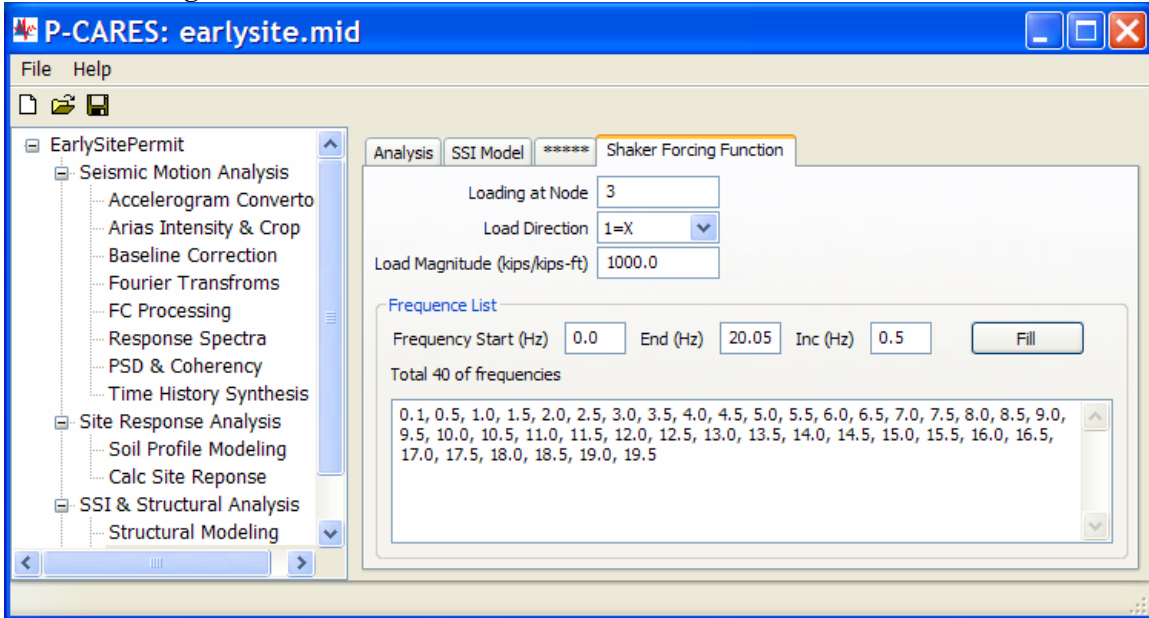 P-CARES: earlysite.mid
File Help
EarlySitePermit
Seismic Motion Analysis
Accelerogram Converto
Arias Intensity & Crop
Baseline Correction
Fourier Transfroms
FC Processing
Response Spectra
PSD & Coherency
Time History Synthesis
Site Response Analysis
Soil Profile Modeling
Calc Site Reponse
SSI & Structural Analysis
Structural Modeling
Analysis SSI Model ***** Shaker Forcing Function
Loading at Node 3
Load Direction 1=X
Load Magnitude (kips/kips-ft) 1000.0
Frequence List
Frequency Start (Hz) 0.0 End (Hz) 20.05 Inc (Hz) 0.5 Fill
Total 40 of frequencies
0.1, 0.5, 1.0, 1.5, 2.0, 2.5, 3.0, 3.5, 4.0, 4.5, 5.0, 5.5, 6.0, 6.5, 7.0, 7.5, 8.0, 8.5, 9.0,
9.5, 10.0, 10.5, 11.0, 11.5, 12.0, 12.5, 13.0, 13.5, 14.0, 14.5, 15.0, 15.5, 16.0, 16.5,
17.0, 17.5, 18.0, 18.5, 19.0, 19.5